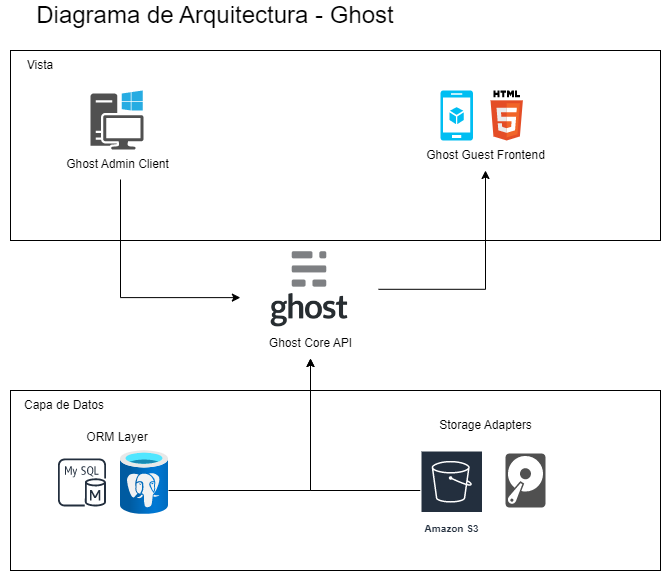 Diagrama de Arquitectura - Ghost
Vista
Ghost Admin Client
HTML
5
Ghost Guest Frontend
ghost
Ghost Core API
Capa de Datos
ORM Layer
My SQL
M
Storage Adapters
Amazon S3